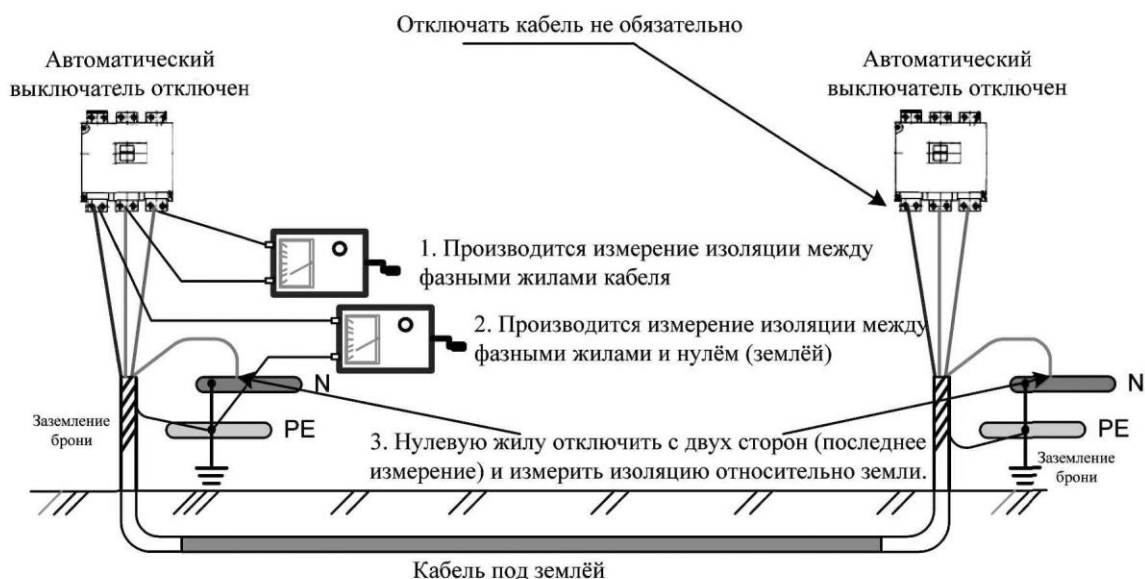 Отключать кабель не обязательно
Автоматический
выключатель отключен
Автоматический
выключатель отключен
1. Производится измерение изоляции между
фазными жилами кабеля
2. Производится измерение изоляции между
фазными жилами и нулём (землёй)
N
PE
Заземление
брони
N
PE
Заземление
брони
3. Нулевую жилу отключить с двух сторон (последнее
измерение) и измерить изоляцию относительно земли.
Кабель под землёй